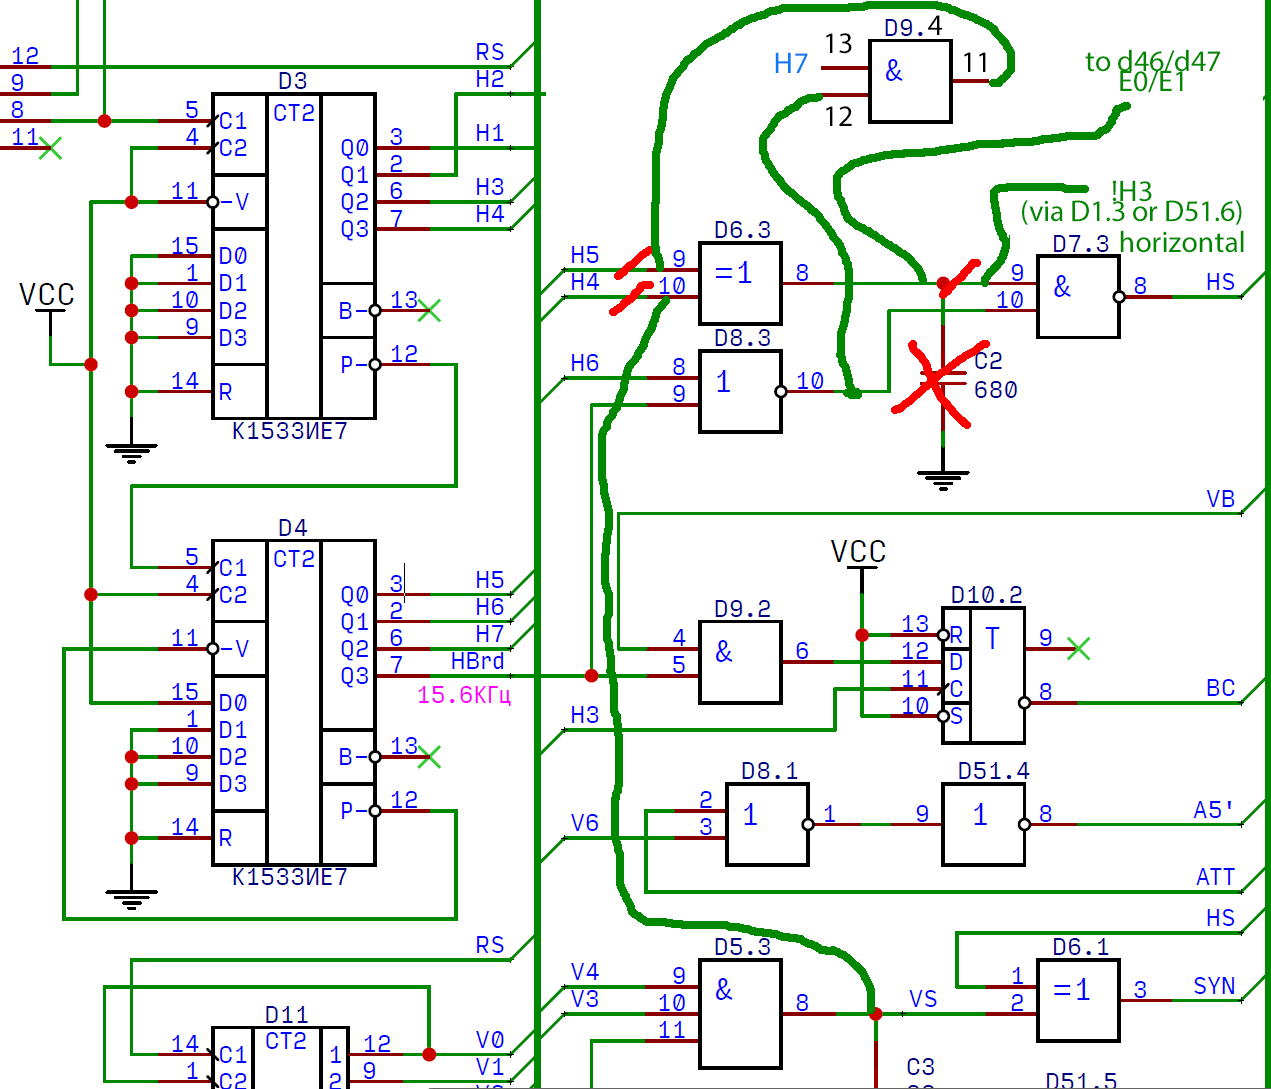 12
9
8
11
VCC
RS
H2
D3
CT2
5 C1
4 C2
11 -V
15 D0
1 D1
10 D2
9 D3
14 R
Q0 3 H1
Q1 2
Q2 6 H3
Q3 7 H4
B- 13
P- 12
К1533ИЕ7
D4
CT2
5 C1
4 C2
11 -V
15 D0
1 D1
10 D2
9 D3
14 R
Q0 3 H5
Q1 2 H6
Q2 6 H7
Q3 7 HBrd
15.6КГц
B- 13
P- 12
К1533ИЕ7
RS
D11
CT2
14 C1
1 C2
1 12 V0
2 9 V1
D9.4
H7 13
12
&
11
to d46/d47
E0/E1
!H3
(via D1.3 or D51.6)
horizontal
D6.3
H5 9
H4 10
=1
8
D7.3
9
10
&
8 HS
D8.3
H6 8
9
1
10
C2
680
VB
VCC
D9.2
4
5
&
6
D10.2
13 R
12 D
11 C
10 S
T
9
8 BC
H3
D8.1
2
V6 3
1
1
D51.4
9
1
8 A5'
ATT
HS
D5.3
V4 9
V3 10
11
&
8 VS
D6.1
1
2
=1
3 SYN
C3
D51.5